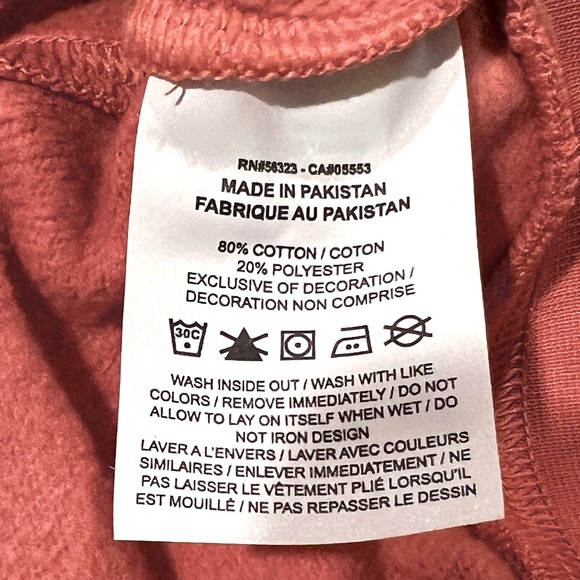 RN#56323 - CA#05553
MADE IN PAKISTAN
FABRIQUE AU PAKISTAN
80% COTTON / COTON
20% POLYESTER
EXCLUSIVE OF DECORATION /
DECORATION NON COMPRISE
30C
WASH INSIDE OUT / WASH WITH LIKE
COLORS / REMOVE IMMEDIATELY / DO NOT
ALLOW TO LAY ON ITSELF WHEN WET / DO
NOT IRON DESIGN
LAVER A L'ENVERS / LAVER AVEC COULEURS
SIMILAIRES / ENLEVER IMMEDIATEMENT / NE
PAS LAISSER LE VÊTEMENT PLIÉ LORSQU'IL
EST MOUILLÉ / NE PAS REPASSER LE DESSIN